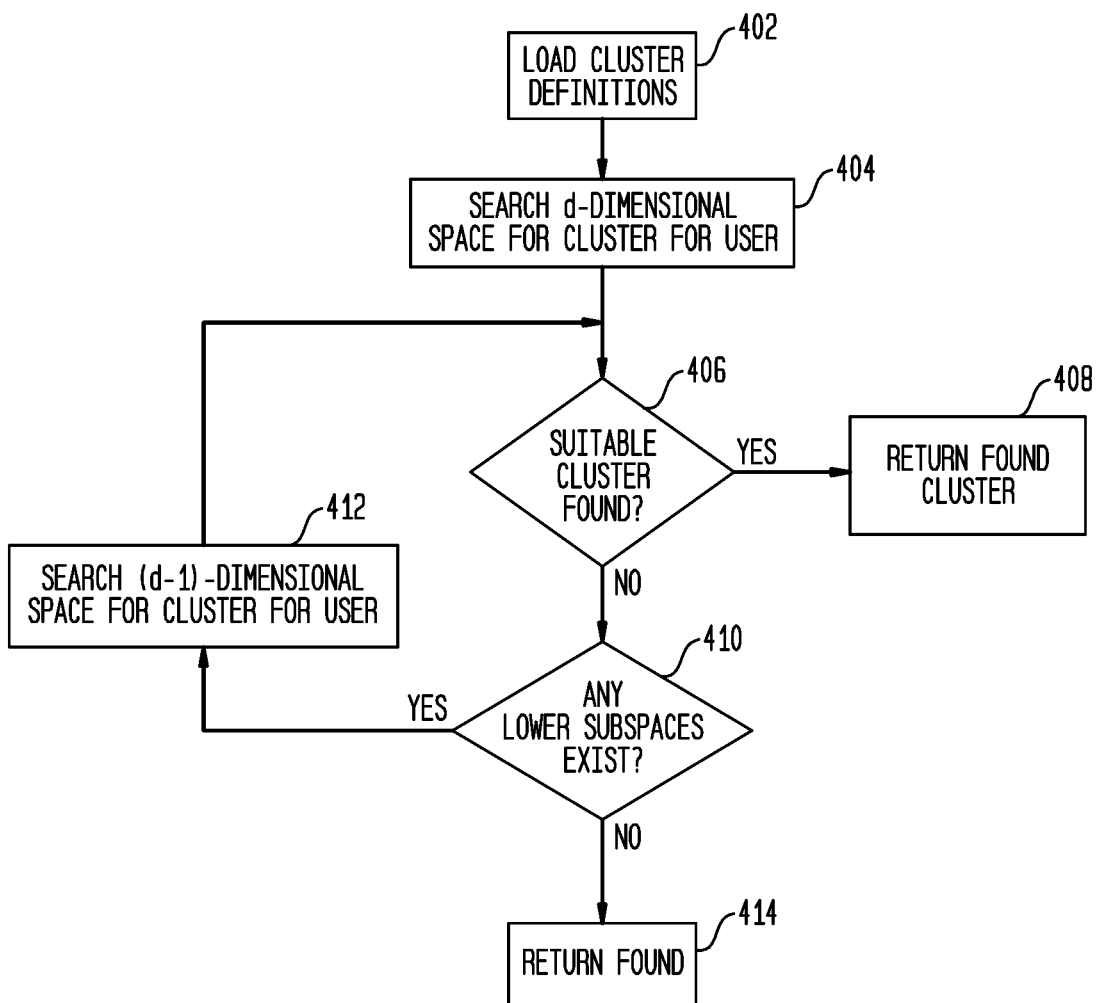 402
LOAD CLUSTER
DEFINITIONS
404
SEARCH d-DIMENSIONAL
SPACE FOR CLUSTER FOR USER
406
SUITABLE
CLUSTER
FOUND?
YES
408
RETURN FOUND
CLUSTER
412
SEARCH (d-1)-DIMENSIONAL
SPACE FOR CLUSTER FOR USER
NO
410
ANY
LOWER SUBSPACES
EXIST?
YES
NO
414
RETURN FOUND